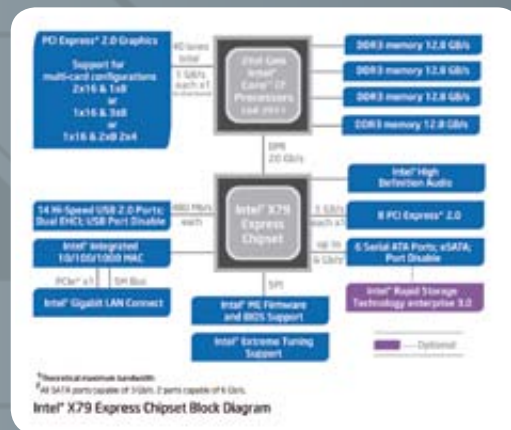 PCI Express* 2.0 Graphics
Support for
multi-card configurations
2x16 & 1x8
or
1x16 & 3x8
or
1x16 & 2x8 2x4
40 lanes
1 GB/s
each x1
2nd Gen
Intel®
Core™ i7
Processors
DDR3 memory 12.8 GB/s
DDR3 memory 12.8 GB/s
DDR3 memory 12.8 GB/s
DDR3 memory 12.8 GB/s
DMI
20 Gb/s
14 Hi-Speed USB 2.0 Ports;
Dual EHCI; USB Port Disable
480 Mb/s
each
Intel® Integrated
10/100/1000 MAC
PCIe* x1
SM Bus
Intel® Gigabit LAN Connect
Intel® X79
Express
Chipset
Intel® High
Definition Audio
8 PCI Express* 2.0
each x1
6 Serial ATA Ports; eSATA;
Port Disable
up to
6 Gb/s
Intel® Rapid Storage
Technology enterprise 3.0
SPI
Intel® ME Firmware
and BIOS Support
Intel® Extreme Tuning
Support
Optional
Theoretical maximum bandwidth
All SATA ports capable of 3 Gb/s. 2 ports capable of 6 Gb/s.
Intel® X79 Express Chipset Block Diagram